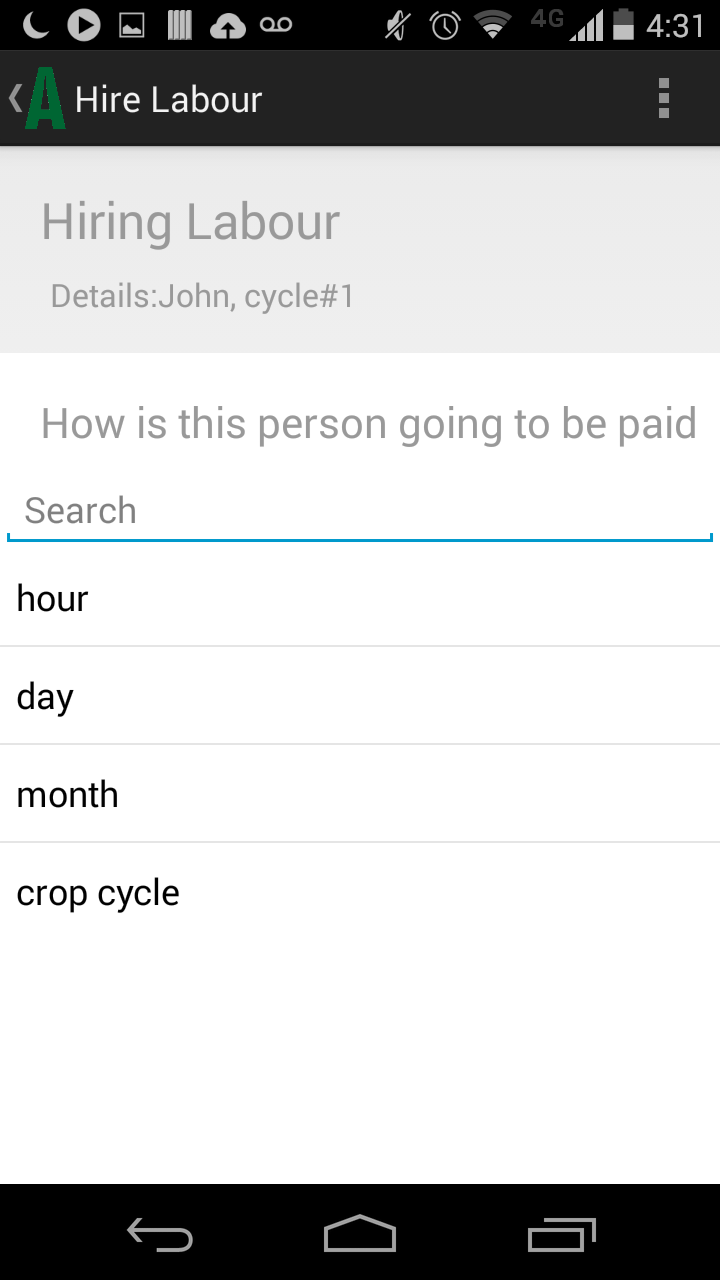 4G 4:31
A Hire Labour
Hiring Labour
Details:John, cycle#1
How is this person going to be paid
Search
hour
day
month
crop cycle